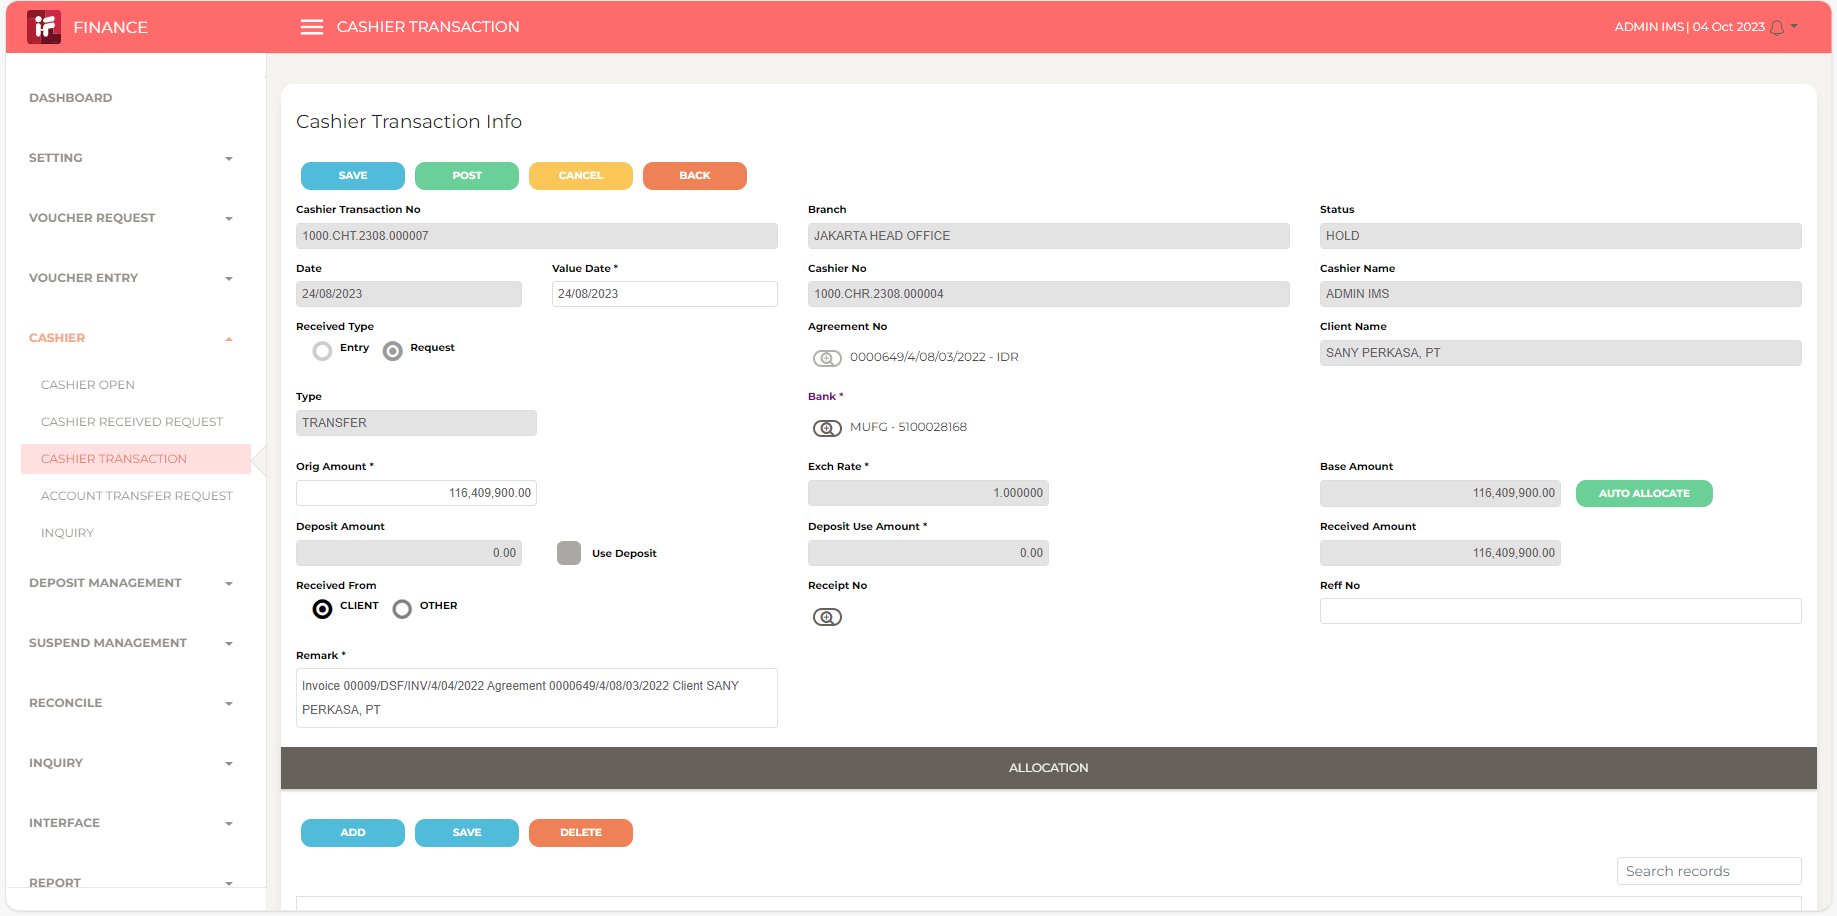 iF FINANCE
CASHIER TRANSACTION
ADMIN IMS | 04 Oct 2023
DASHBOARD
SETTING
VOUCHER REQUEST
VOUCHER ENTRY
CASHIER
CASHIER OPEN
CASHIER RECEIVED REQUEST
CASHIER TRANSACTION
ACCOUNT TRANSFER REQUEST
INQUIRY
DEPOSIT MANAGEMENT
SUSPEND MANAGEMENT
RECONCILE
INQUIRY
INTERFACE
REPORT
Cashier Transaction Info
SAVE POST CANCEL BACK
Cashier Transaction No Branch Status
1000.CHT.2308.000007 JAKARTA HEAD OFFICE HOLD
Date Value Date * Cashier No Cashier Name
24/08/2023 24/08/2023 1000.CHR.2308.000004 ADMIN IMS
Received Type Agreement No Client Name
Entry Request 0000649/4/08/03/2022 - IDR SANY PERKASA, PT
Type Bank *
TRANSFER MUFG - 5100028168
Orig Amount * Exch Rate * Base Amount
116,409,900.00 1.000000 116,409,900.00 AUTO ALLOCATE
Deposit Amount Deposit Use Amount * Received Amount
0.00 Use Deposit 0.00 116,409,900.00
Received From Receipt No Reff No
CLIENT OTHER
Remark *
Invoice 00009/DSF/INV/4/04/2022 Agreement 0000649/4/08/03/2022 Client SANY
PERKASA, PT
ALLOCATION
ADD SAVE DELETE
Search records